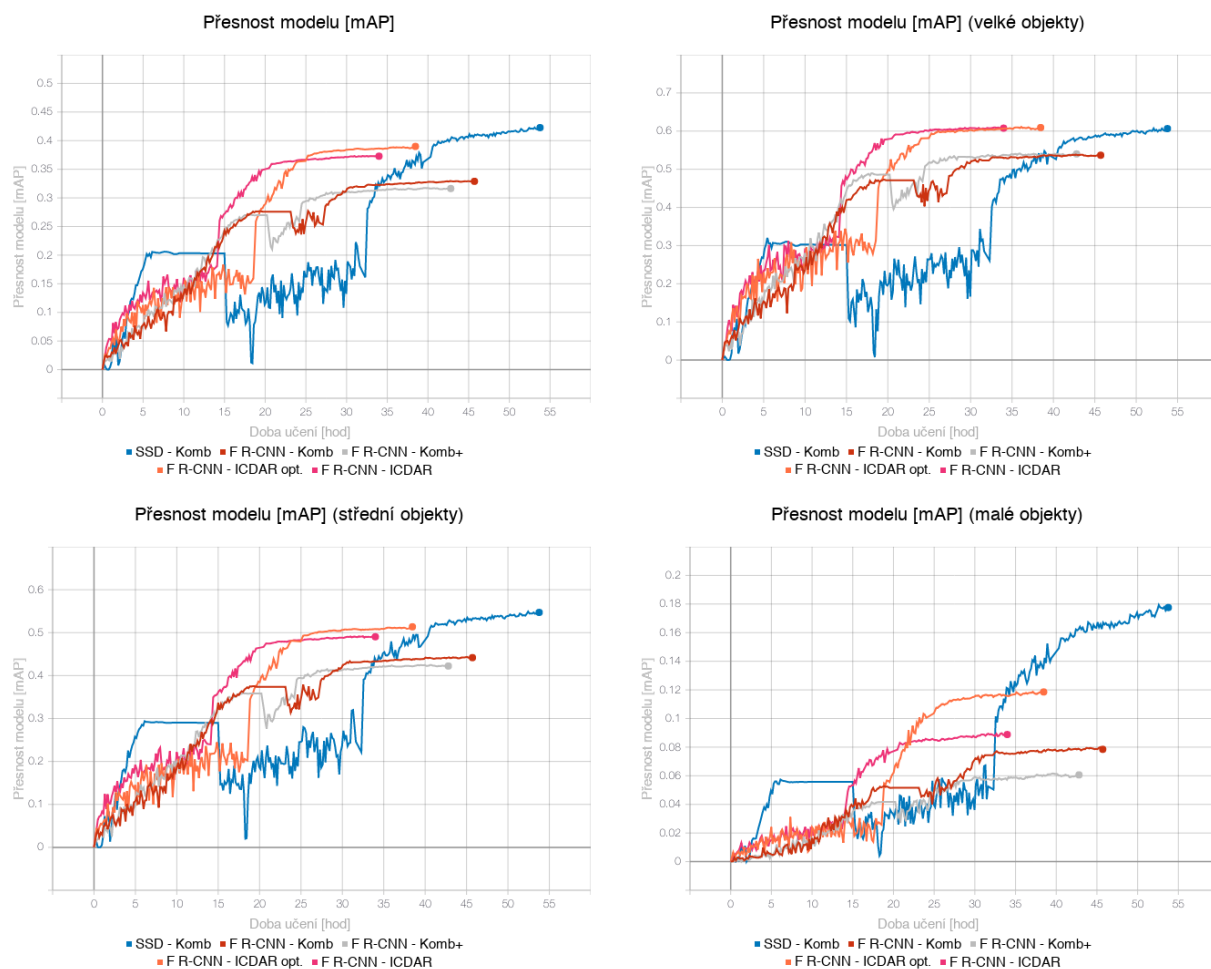 Přesnost modelu [mAP]
Přesnost modelu [mAP]
0.5
0.45
0.4
0.35
0.3
0.25
0.2
0.15
0.1
0.05
0
0 5 10 15 20 25 30 35 40 45 50 55
Doba učení [hod]
SSD - Komb F R-CNN - Komb F R-CNN - Komb+
F R-CNN - ICDAR opt. F R-CNN - ICDAR
Přesnost modelu [mAP] (velké objekty)
Přesnost modelu [mAP]
0.7
0.6
0.5
0.4
0.3
0.2
0.1
0
0 5 10 15 20 25 30 35 40 45 50 55
Doba učení [hod]
SSD - Komb F R-CNN - Komb F R-CNN - Komb+
F R-CNN - ICDAR opt. F R-CNN - ICDAR
Přesnost modelu [mAP] (střední objekty)
Přesnost modelu [mAP]
0.6
0.5
0.4
0.3
0.2
0.1
0
0 5 10 15 20 25 30 35 40 45 50 55
Doba učení [hod]
SSD - Komb F R-CNN - Komb F R-CNN - Komb+
F R-CNN - ICDAR opt. F R-CNN - ICDAR
Přesnost modelu [mAP] (malé objekty)
Přesnost modelu [mAP]
0.2
0.18
0.16
0.14
0.12
0.1
0.08
0.06
0.04
0.02
0
0 5 10 15 20 25 30 35 40 45 50 55
Doba učení [hod]
SSD - Komb F R-CNN - Komb F R-CNN - Komb+
F R-CNN - ICDAR opt. F R-CNN - ICDAR